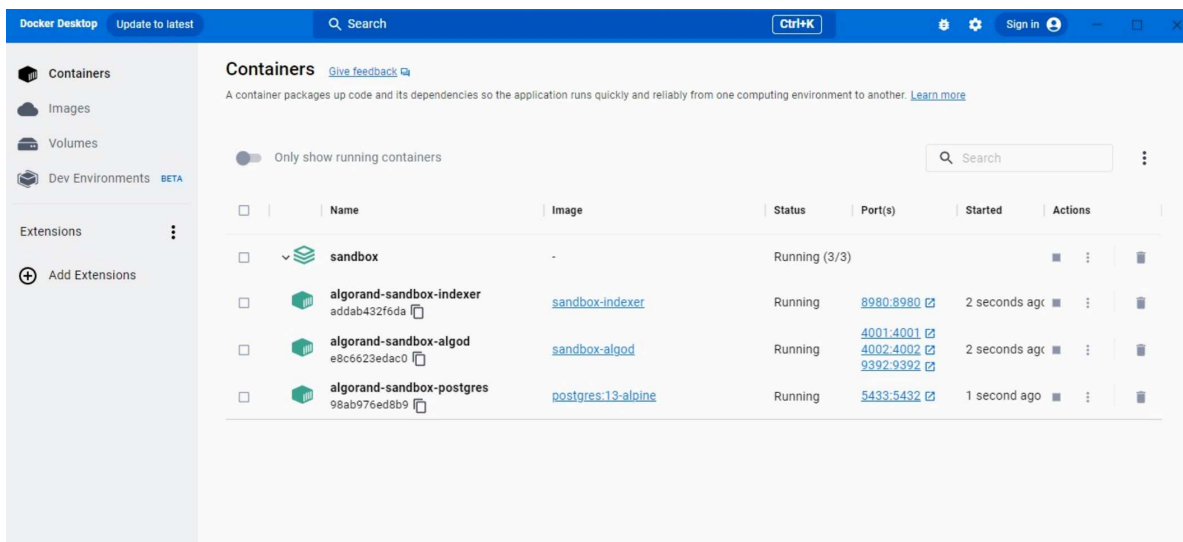 Docker Desktop Update to latest Search Ctrl+K Sign in
Containers
Images
Volumes
Dev Environments BETA
Extensions
Add Extensions
Containers Give feedback
A container packages up code and its dependencies so the application runs quickly and reliably from one computing environment to another. Learn more
Only show running containers Search
Name Image Status Port(s) Started Actions
sandbox - Running (3/3)
algorand-sandbox-indexer
addab432f6da
sandbox-indexer Running 8980:8980 2 seconds agc
algorand-sandbox-algod
e8c6623edac0
sandbox-algod Running
4001:4001
4002:4002
9392:9392
2 seconds agc
algorand-sandbox-postgres
98ab976ed8b9
postgres:13-alpine Running 5433:5432 1 second ago